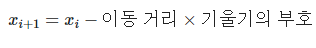 x_{i+1} = x_i − 이동 거리 × 기울기의 부호